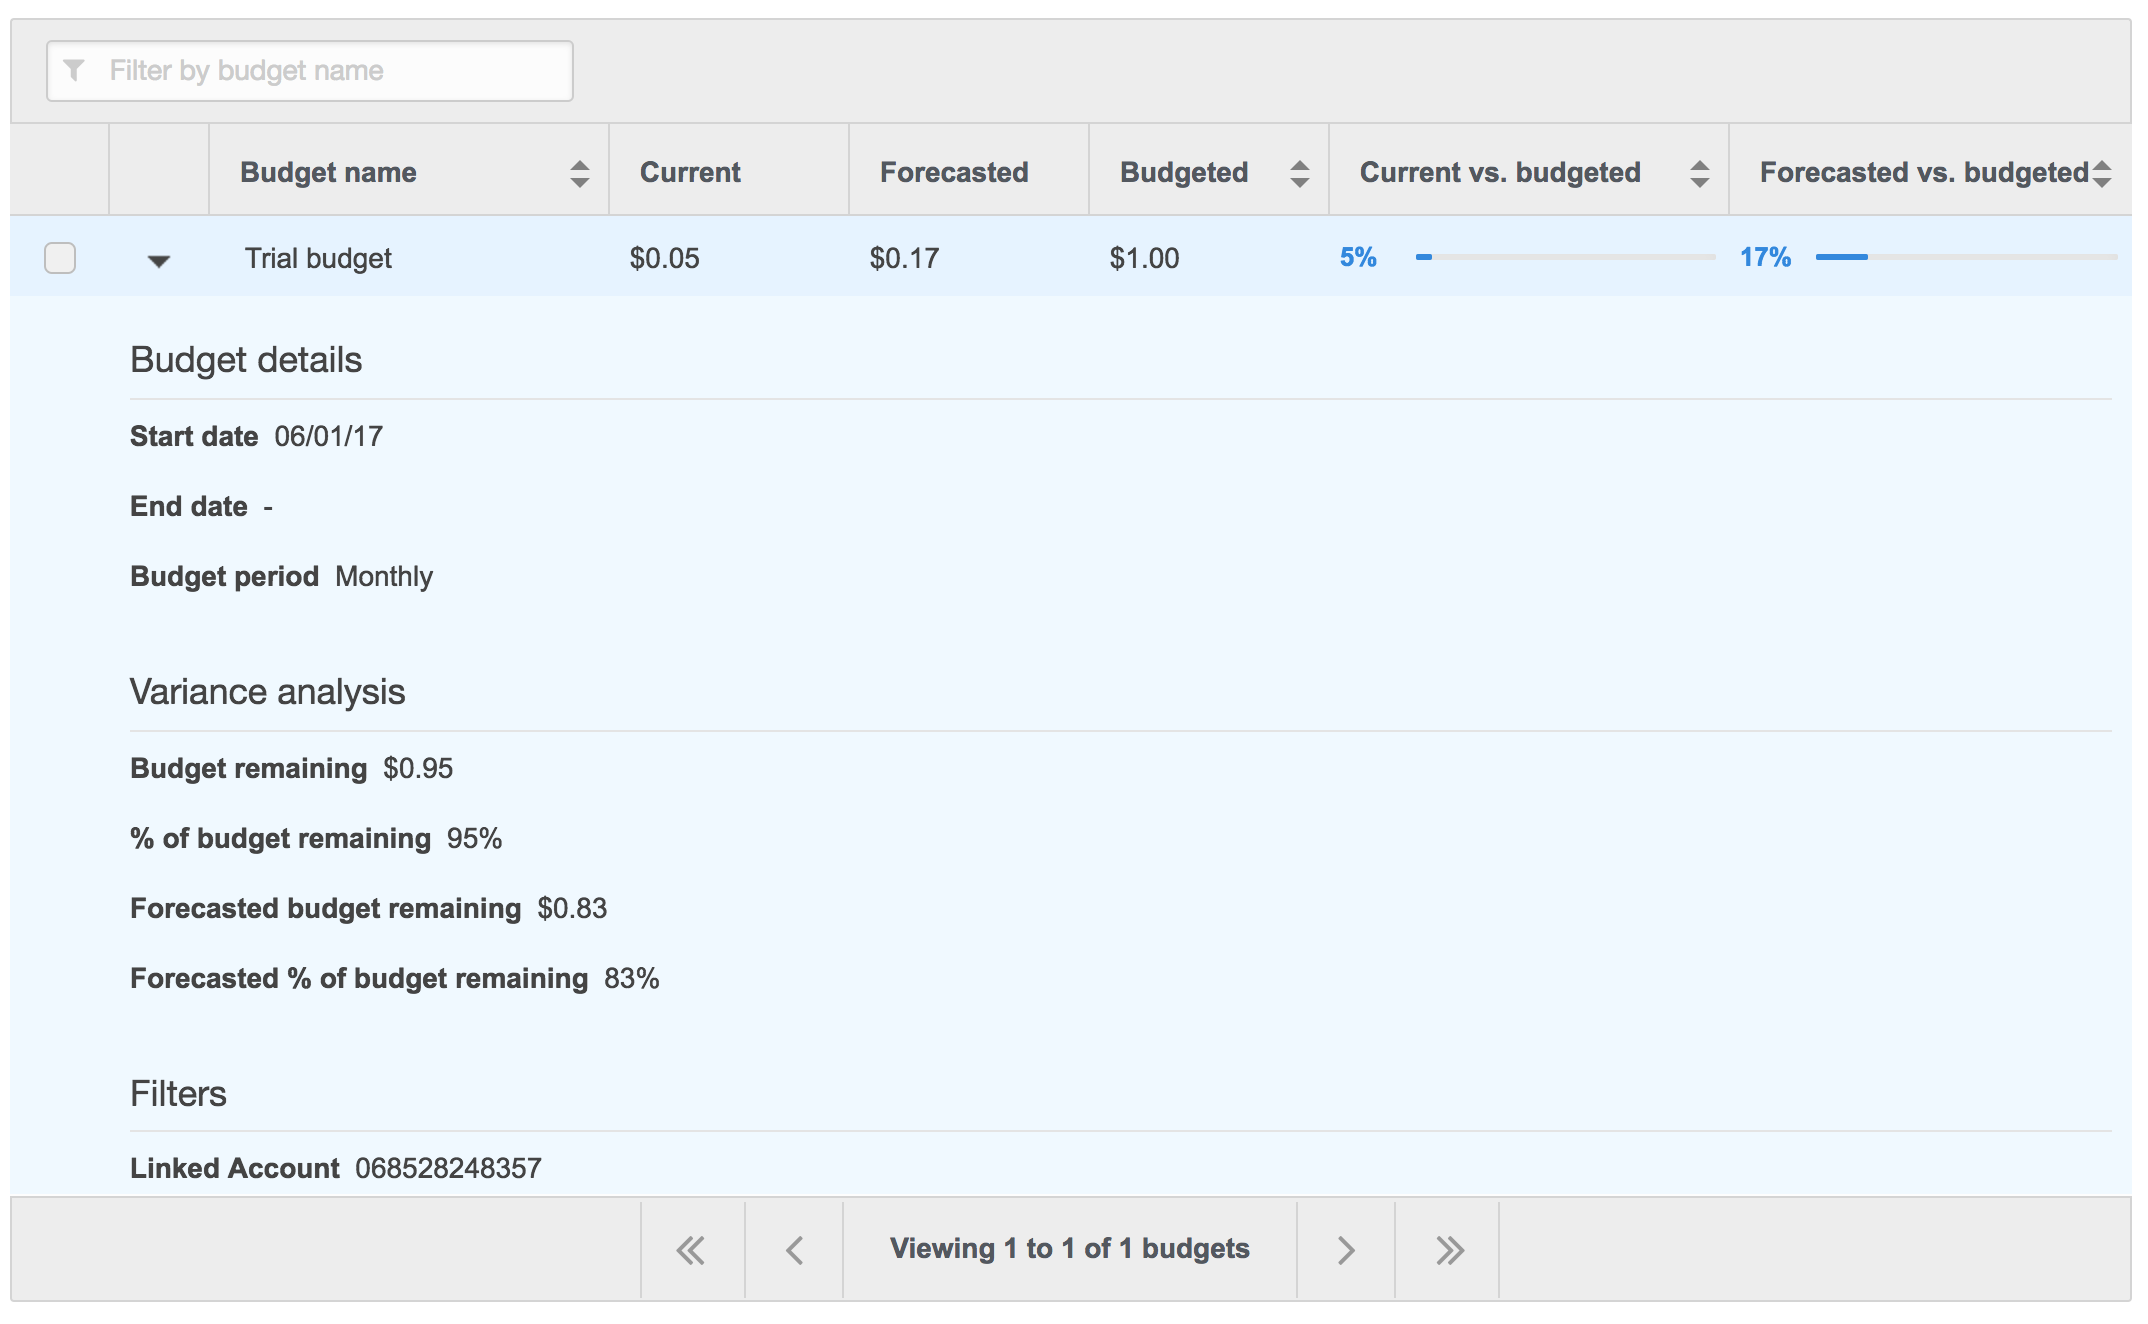 Filter by budget name
Budget name Current Forecasted Budgeted Current vs. budgeted Forecasted vs. budgeted
Trial budget $0.05 $0.17 $1.00 5% 17%
Budget details
Start date 06/01/17
End date -
Budget period Monthly
Variance analysis
Budget remaining $0.95
% of budget remaining 95%
Forecasted budget remaining $0.83
Forecasted % of budget remaining 83%
Filters
Linked Account 068528248357
Viewing 1 to 1 of 1 budgets